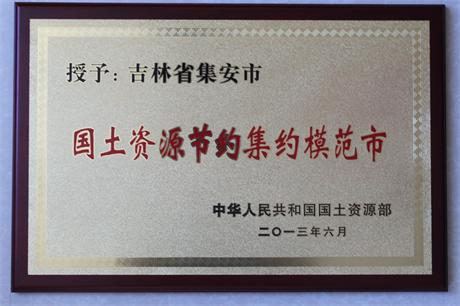 授予：吉林省集安市
国土资源节约集约模范市
中华人民共和国国土资源部
二〇一三年六月